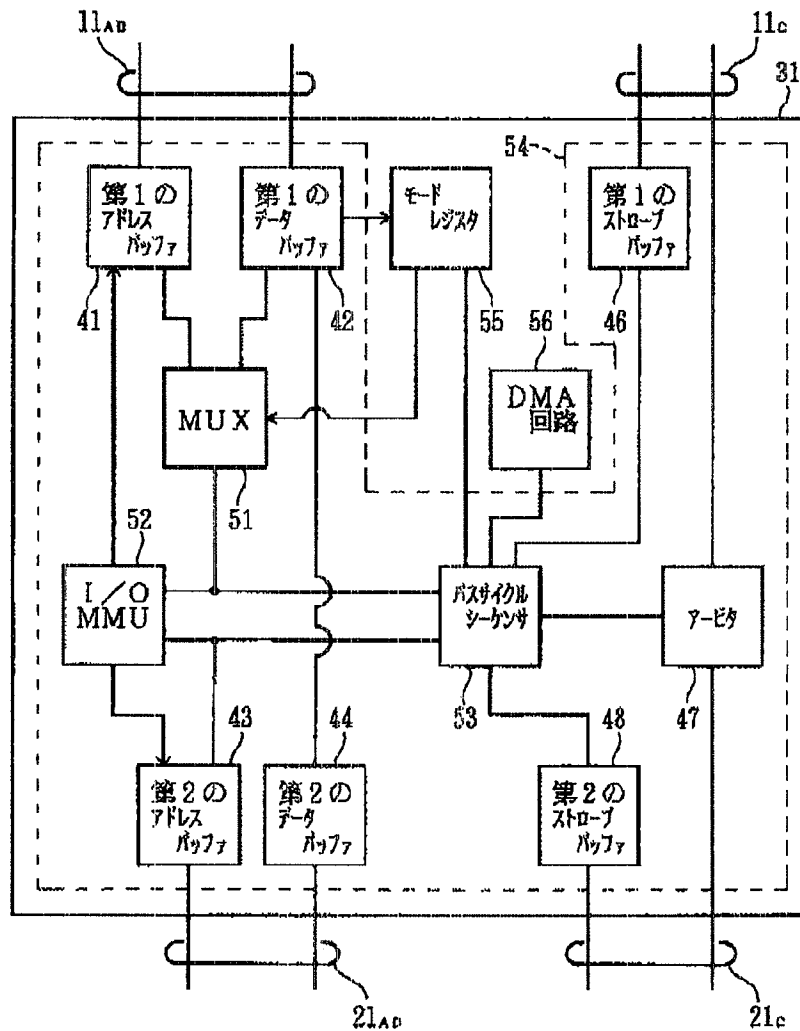 11AD
11C
31
54
第1の
アドレス
バッファ
41
第1の
データ
バッファ
42
モード
レジスタ
55
第1の
ストローブ
バッファ
46
56
DMA
回路
MUX
51
52
I/O
MMU
バスサイクル
シーケンサ
53
アービタ
47
43
第2の
アドレス
バッファ
44
第2の
データ
バッファ
48
第2の
ストローブ
バッファ
21AD
21C